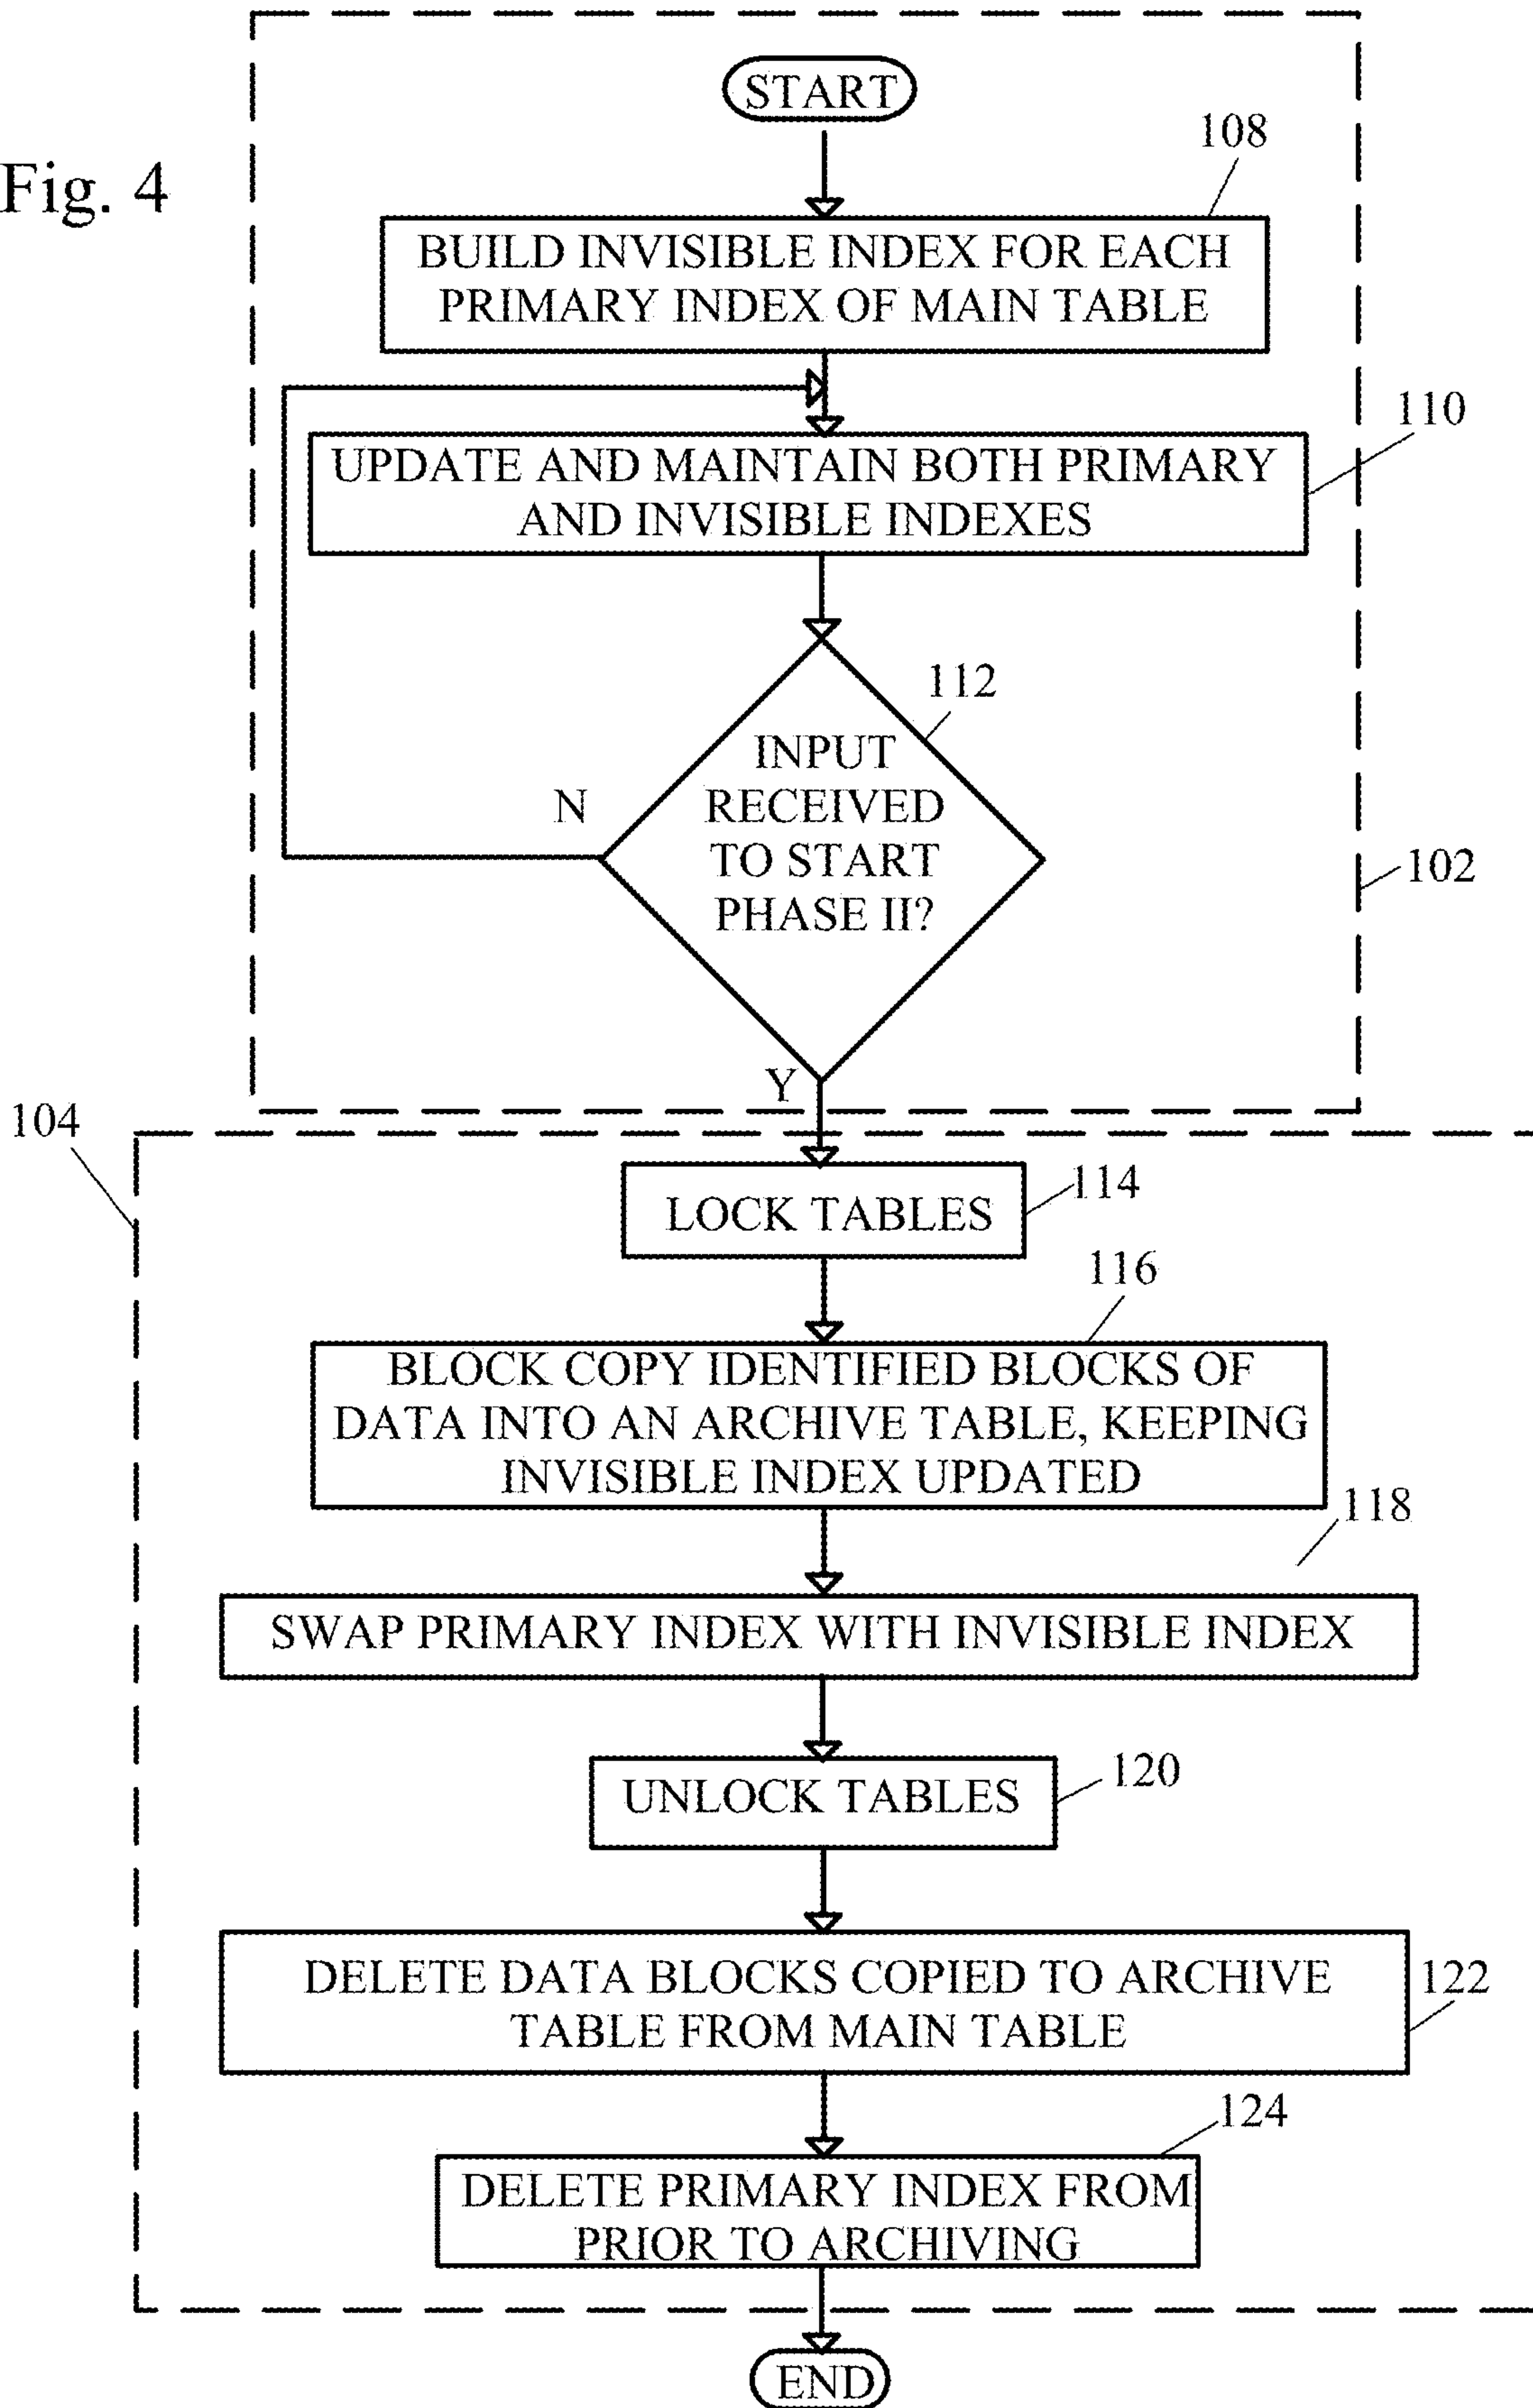 START
108
Fig. 4
BUILD INVISIBLE INDEX FOR EACH
PRIMARY INDEX OF MAIN TABLE
110
UPDATE AND MAINTAIN BOTH PRIMARY
AND INVISIBLE INDEXES
112
INPUT
RECEIVED
TO START
PHASE II?
N
102
Y
104
LOCK TABLES
114
116
BLOCK COPY IDENTIFIED BLOCKS OF
DATA INTO AN ARCHIVE TABLE, KEEPING
INVISIBLE INDEX UPDATED
118
SWAP PRIMARY INDEX WITH INVISIBLE INDEX
UNLOCK TABLES
120
DELETE DATA BLOCKS COPIED TO ARCHIVE
TABLE FROM MAIN TABLE
122
124
DELETE PRIMARY INDEX FROM
PRIOR TO ARCHIVING
END